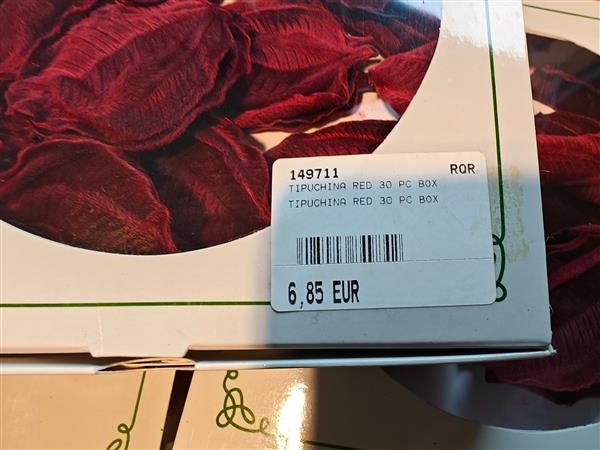 149711 RQR
TIPUCHINA RED 30 PC BOX
TIPUCHINA RED 30 PC BOX
6,85 EUR